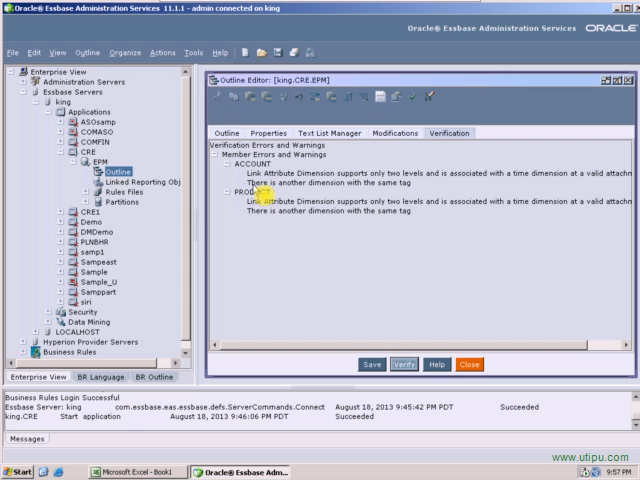 Oracle® Essbase Administration Services 11.1.1 - admin connected on king
Oracle® Essbase Administration Services ORACLE
File Edit View Outline Organize Actions Tools Help
Enterprise View
Administration Servers
Essbase Servers
king
Applications
ASOsamp
COMASO
COMFIN
CRE
EPM
Outline
Linked Reporting Obj
Rules Files
Partitions
CRE1
Demo
DMDemo
PLNBHR
samp1
Sampeast
Sample
Sample_U
Samppart
siri
Security
Data Mining
LOCALHOST
Hyperion Provider Servers
Business Rules
Enterprise View BR Language BR Outline
Outline Editor: [king.CRE.EPM]
Outline Properties Text List Manager Modifications Verification
Verification Errors and Warnings
Member Errors and Warnings
ACCOUNT
Link Attribute Dimension supports only two levels and is associated with a time dimension at a valid attachm
There is another dimension with the same tag
PRODUCT
Link Attribute Dimension supports only two levels and is associated with a time dimension at a valid attachm
There is another dimension with the same tag
Save Verify Help Close
Business Rules Login Successful
Essbase Server: king com.essbase.eas.essbase.defs.ServerCommands.Connect August 18, 2013 9:45:42 PM PDT Succeeded
king.CRE Start application August 18, 2013 9:46:06 PM PDT Succeeded
Messages
www.utipu.com
Start Microsoft Excel - Book1 Oracle® Essbase Adm... 9:57 PM